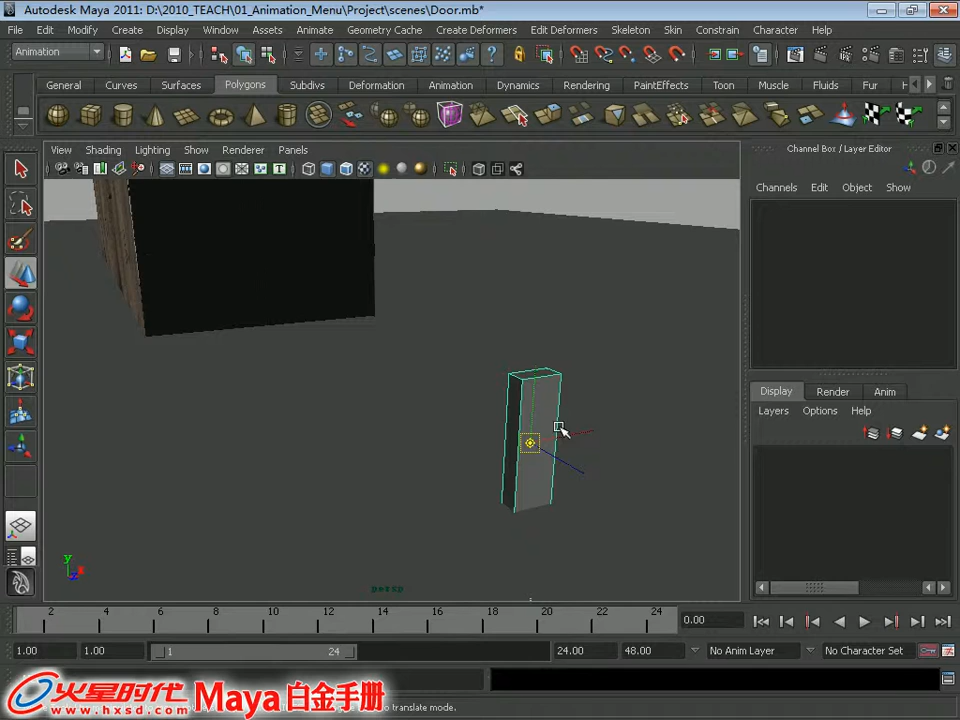 Autodesk Maya 2011: D:\2010_TEACH\01_Animation_Menu\Project\scenes\Door.mb*
File Edit Modify Create Display Window Assets Animate Geometry Cache Create Deformers Edit Deformers Skeleton Skin Constrain Character Help
Animation
General Curves Surfaces Polygons Subdivs Deformation Animation Dynamics Rendering PaintEffects Toon Muscle Fluids Fur
View Shading Lighting Show Renderer Panels
Channel Box / Layer Editor
Channels Edit Object Show
Display Render Anim
Layers Options Help
y
x
z
persp
2 4 6 8 10 12 14 16 18 20 22 24
0.00
1.00 1.00 1 24 24.00 48.00 No Anim Layer No Character Set
火星时代 Maya 白金手册
www.hxsd.com
to translate mode.